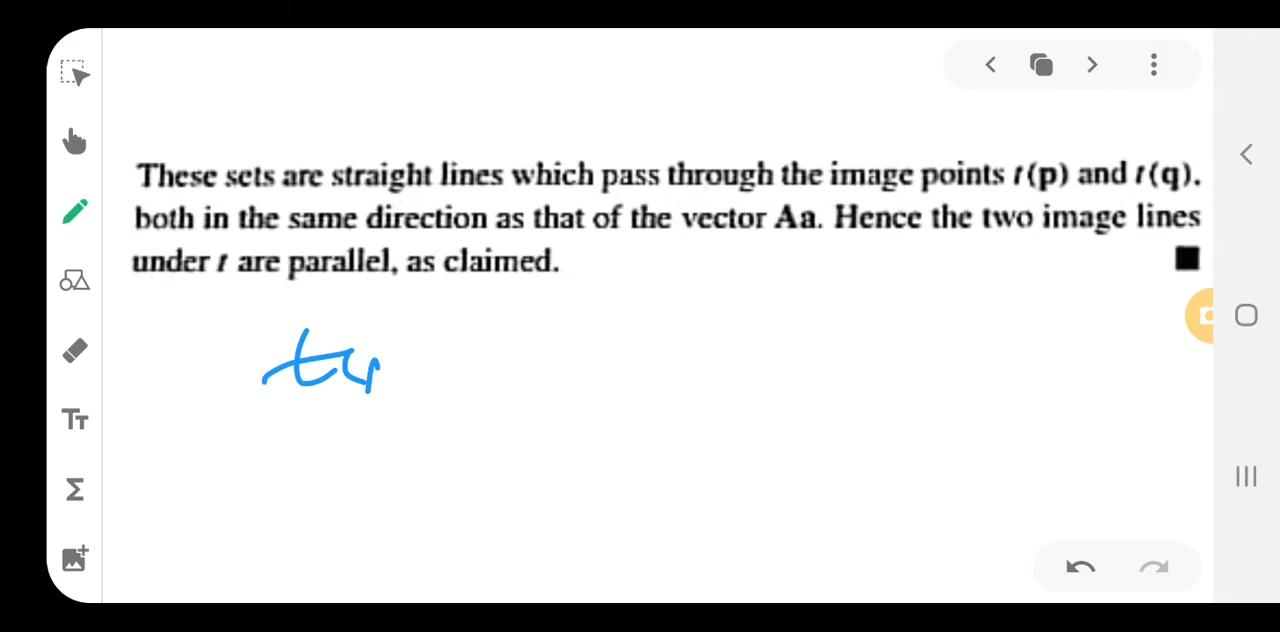 These sets are straight lines which pass through the image points t(p) and t(q),
both in the same direction as that of the vector Aa. Hence the two image lines
under t are parallel, as claimed.
Tт
Σ